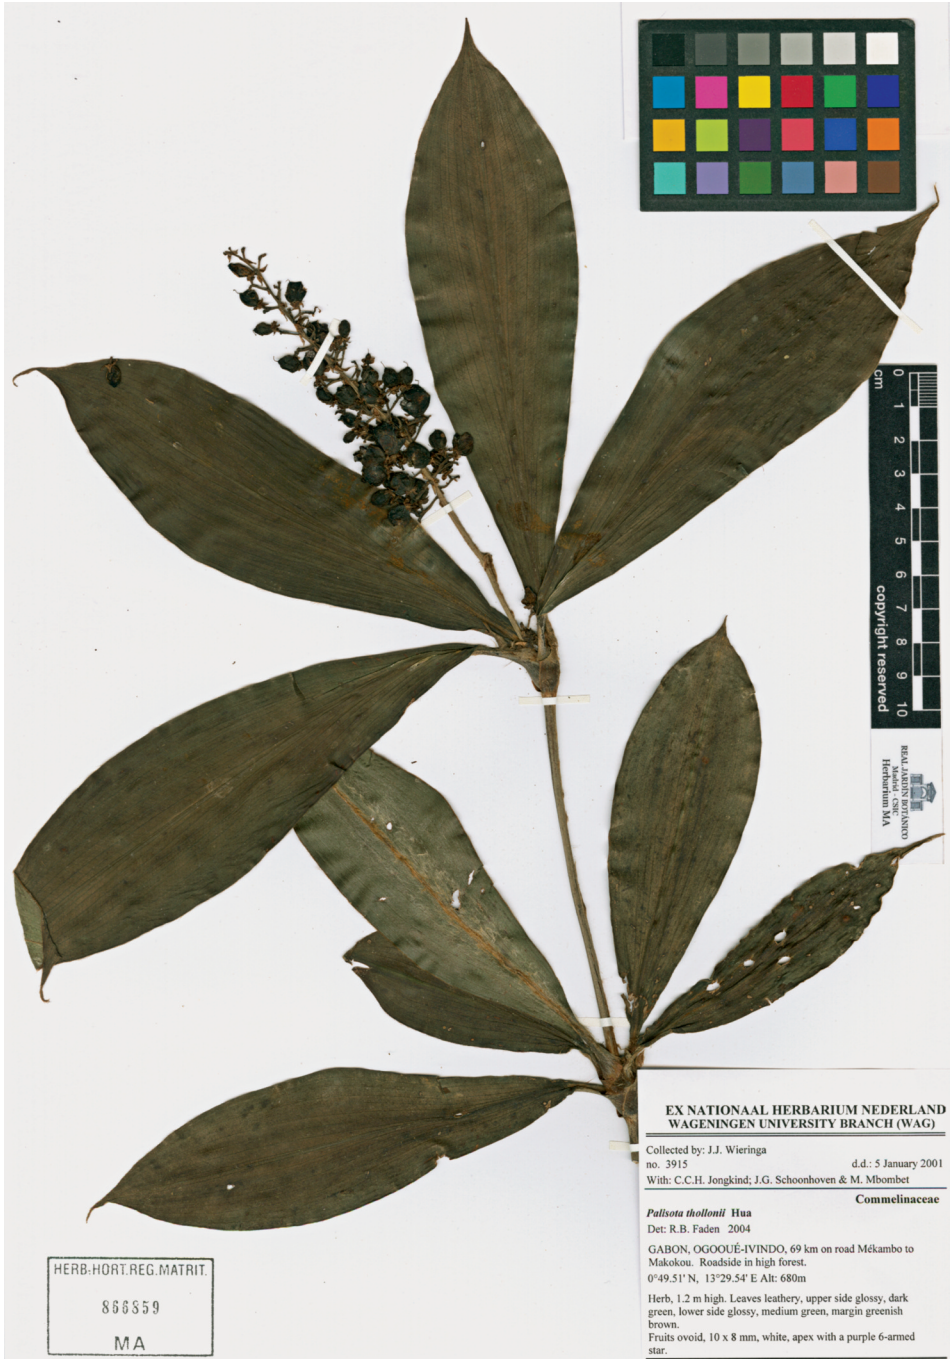 0
cm
1
2
3
4
5
6
7
8
9
10
copyright reserved
REAL JARDÍN BOTÁNICO
Madrid - CSIC
Herbarium MA
EX NATIONAAL HERBARIUM NEDERLAND
WAGENINGEN UNIVERSITY BRANCH (WAG)
Collected by: J.J. Wieringa
no. 3915 d.d.: 5 January 2001
With: C.C.H. Jongkind; J.G. Schoonhoven & M. Mbombet
Commelinaceae
Palisota thollonii Hua
Det: R.B. Faden 2004
GABON, OGOOUÉ-IVINDO, 69 km on road Mékambo to
Makokou. Roadside in high forest.
0°49.51' N, 13°29.54' E Alt: 680m
Herb, 1.2 m high. Leaves leathery, upper side glossy, dark
green, lower side glossy, medium green, margin greenish
brown.
Fruits ovoid, 10 x 8 mm, white, apex with a purple 6-armed
star.
HERB.HORT.REG.MATRIT.
866859
MA